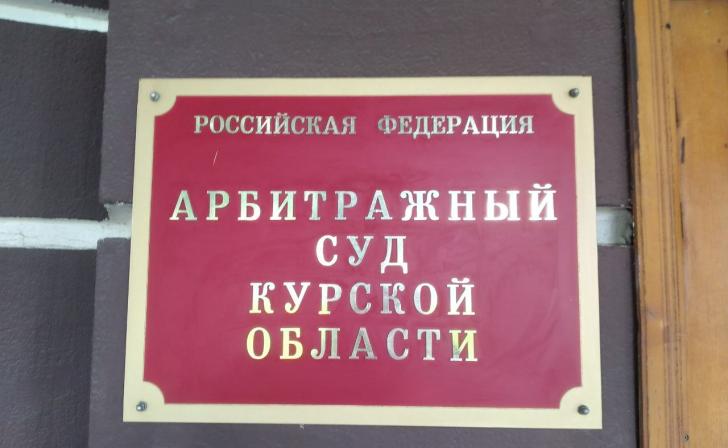 РОССИЙСКАЯ ФЕДЕРАЦИЯ
АРБИТРАЖНЫЙ
СУД
КУРСКОЙ
ОБЛАСТИ